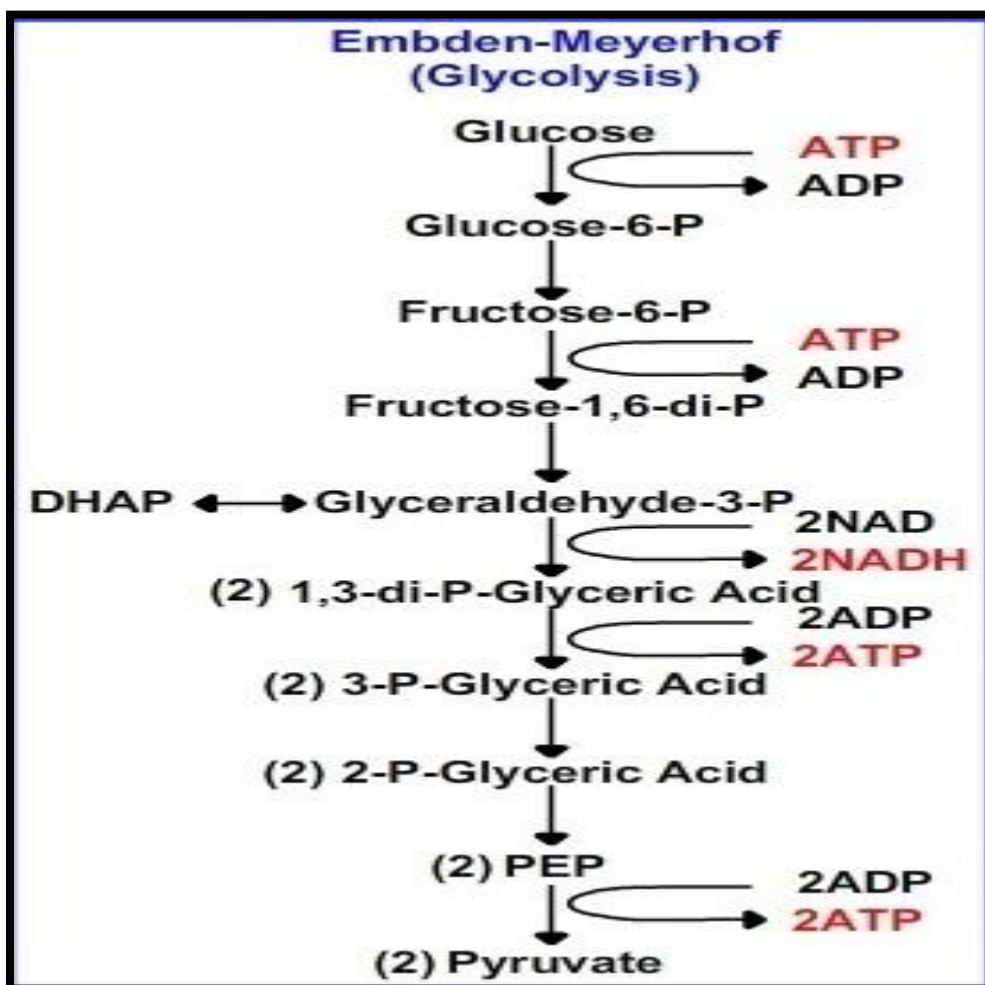 Embden-Meyerhof
(Glycolysis)
Glucose
ATP
ADP
Glucose-6-P
Fructose-6-P
ATP
ADP
Fructose-1,6-di-P
DHAP Glyceraldehyde-3-P
2NAD
2NADH
(2) 1,3-di-P-Glyceric Acid
2ADP
2ATP
(2) 3-P-Glyceric Acid
(2) 2-P-Glyceric Acid
(2) PEP
2ADP
2ATP
(2) Pyruvate